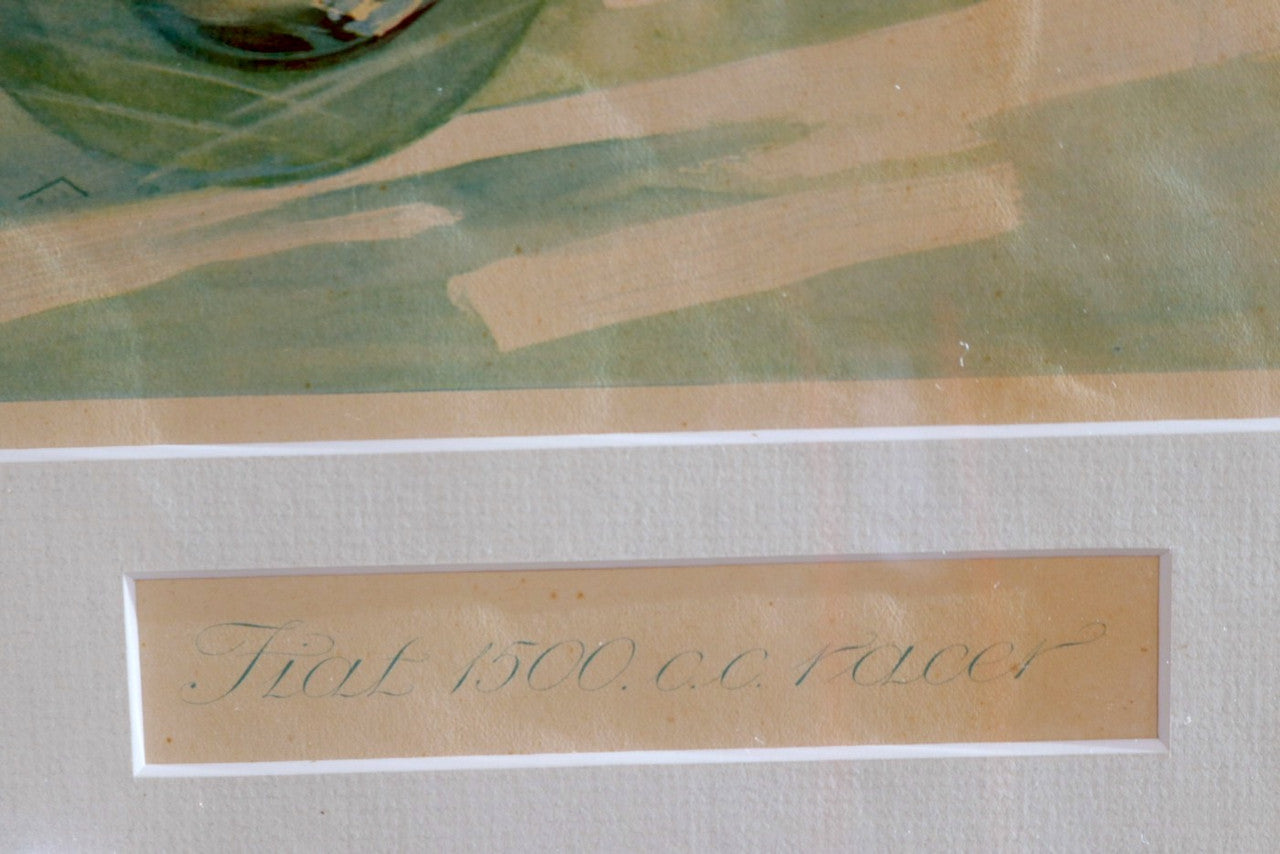 Fiat 1500. c.c. racer